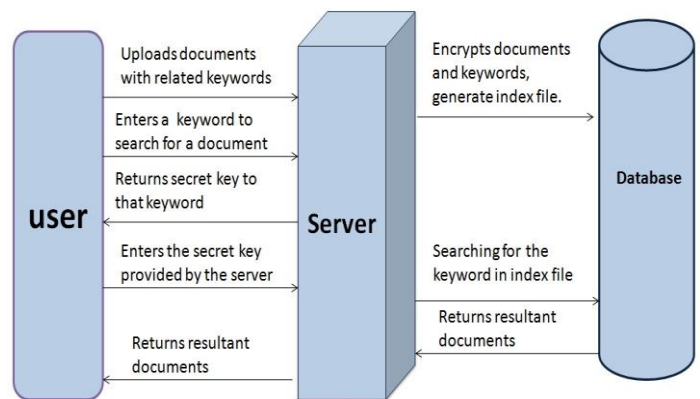 Uploads documents
with related keywords
Enters a keyword to
search for a document
Returns secret key to
that keyword
Enters the secret key
provided by the server
Returns resultant
documents
user
Server
Encrypts documents
and keywords,
generate index file.
Searching for the
keyword in index file
Returns resultant
documents
Database